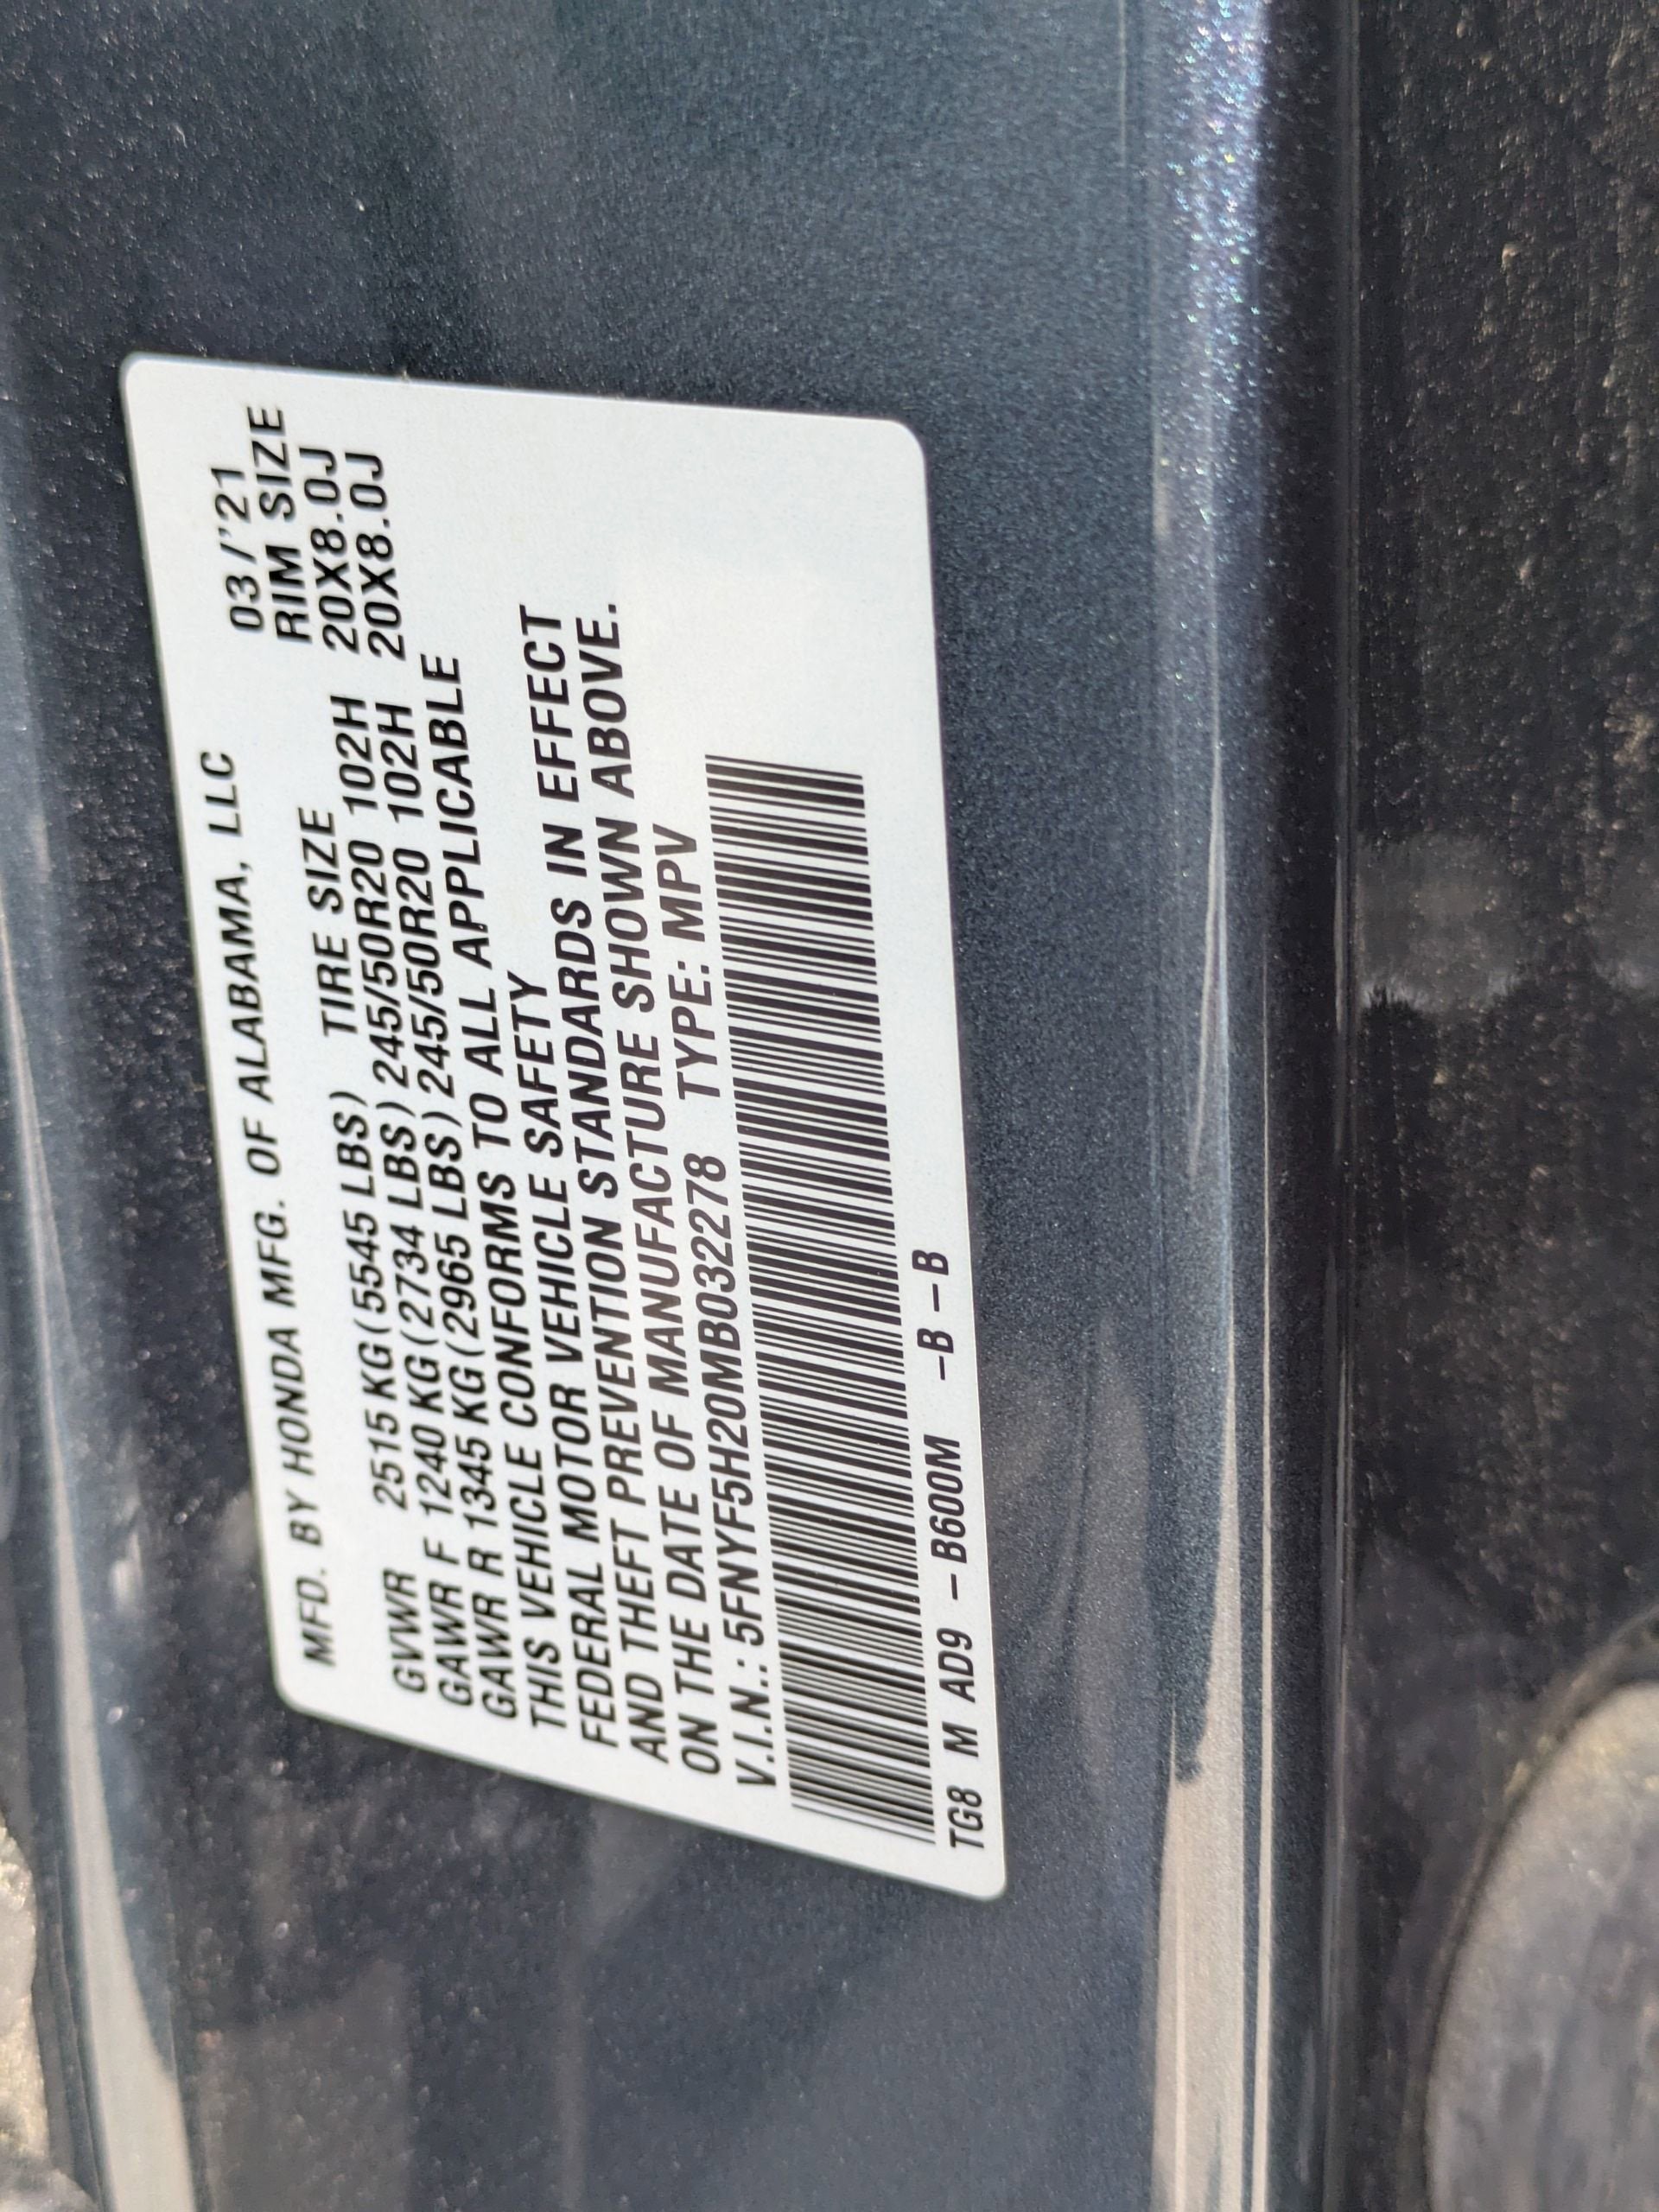 MFD. BY HONDA MFG. OF ALABAMA, LLC 03/'21
TIRE SIZE RIM SIZE
GVWR 2515 KG(5545 LBS)
GAWR F 1240 KG(2734 LBS) 245/50R20 102H 20X8.0J
GAWR R 1345 KG(2965 LBS) 245/50R20 102H 20X8.0J
THIS VEHICLE CONFORMS TO ALL APPLICABLE
FEDERAL MOTOR VEHICLE SAFETY
AND THEFT PREVENTION STANDARDS IN EFFECT
ON THE DATE OF MANUFACTURE SHOWN ABOVE.
V.I.N.: 5FNYF5H20MB032278 TYPE: MPV
TG8 M AD9 – B600M –B – B